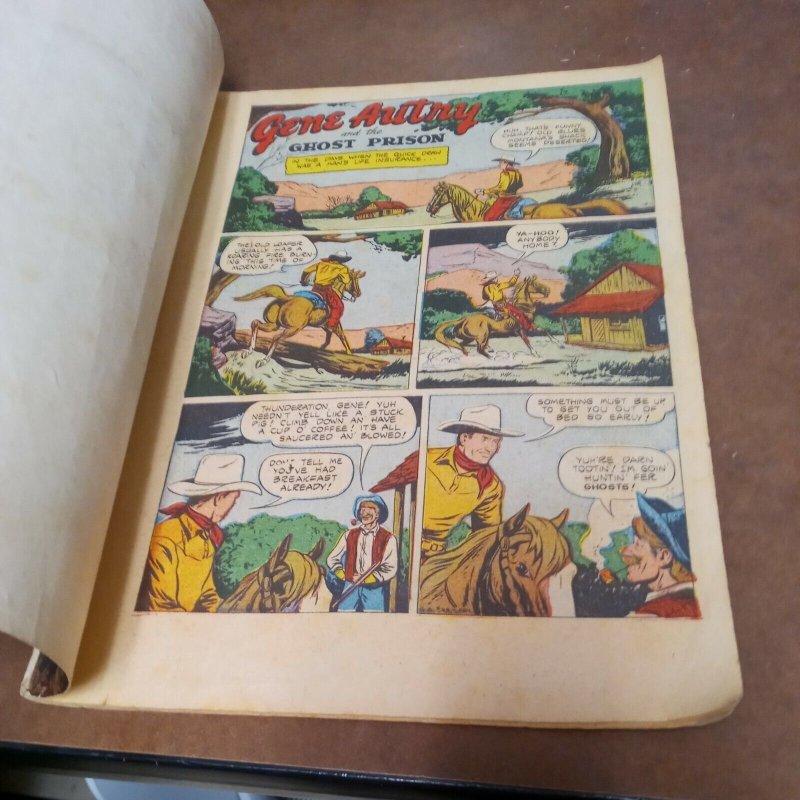 Gene Autry
and the
GHOST PRISON
IN THE DAYS WHEN THE QUICK DRAW
WAS A MAN'S LIFE INSURANCE...
HUH, THAT'S FUNNY,
CHAMP! OLD BLUES
MONTANA'S SHACK
SEEMS DESERTED!
THE OLD LOAFER
USUALLY HAS A
ROARING FIRE BURN-
ING THIS TIME OF
MORNING!
YA-HOO!
ANYBODY
HOME?
THUNDERATION, GENE! YUH
NEEDN'T YELL LIKE A STUCK
PIG! CLIMB DOWN AN HAVE
A CUP O' COFFEE! IT'S ALL
SAUCERED AN' BLOWED!
DON'T TELL ME
YOU'VE HAD
BREAKFAST
ALREADY!
SOMETHING MUST BE UP
TO GET YOU OUT OF
BED SO EARLY!
YUH'RE DARN
TOOTIN'! I'M GOIN'
HUNTIN' FER
GHOSTS!